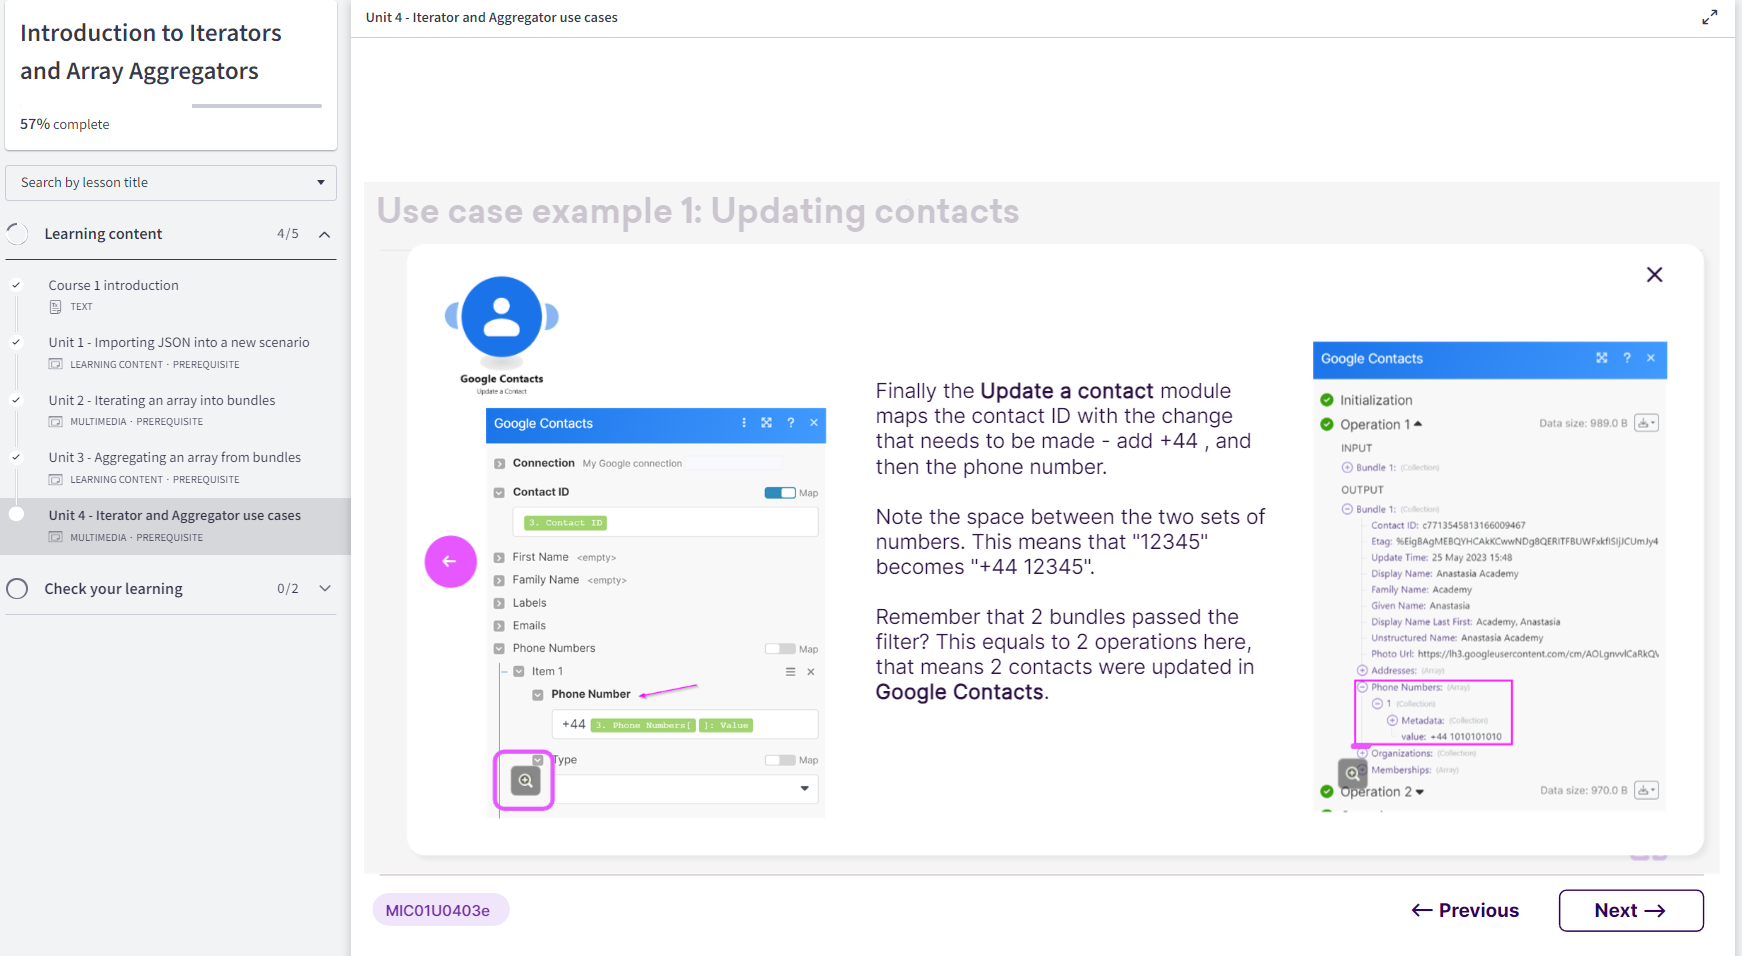 Introduction to Iterators
and Array Aggregators
57% complete
Search by lesson title
Learning content 4/5
Course 1 introduction
TEXT
Unit 1 - Importing JSON into a new scenario
LEARNING CONTENT · PREREQUISITE
Unit 2 - Iterating an array into bundles
MULTIMEDIA · PREREQUISITE
Unit 3 - Aggregating an array from bundles
LEARNING CONTENT · PREREQUISITE
Unit 4 - Iterator and Aggregator use cases
MULTIMEDIA · PREREQUISITE
Check your learning 0/2
Unit 4 - Iterator and Aggregator use cases
Use case example 1: Updating contacts
Google Contacts
Update a Contact
Google Contacts
Connection My Google connection
Contact ID Map
3. Contact ID
First Name <empty>
Family Name <empty>
Labels
Emails
Phone Numbers Map
Item 1
Phone Number
+44 3. Phone Numbers[ ]: Value
Type Map
Finally the Update a contact module
maps the contact ID with the change
that needs to be made - add +44 , and
then the phone number.
Note the space between the two sets of
numbers. This means that "12345"
becomes "+44 12345".
Remember that 2 bundles passed the
filter? This equals to 2 operations here,
that means 2 contacts were updated in
Google Contacts.
Google Contacts
Initialization
Operation 1 Data size: 989.0 B
INPUT
Bundle 1: (Collection)
OUTPUT
Bundle 1: (Collection)
Contact ID: c7713545813166009467
Etag:
Update Time: 25 May 2023 15:48
Display Name: Anastasia Academy
Family Name: Academy
Given Name: Anastasia
Display Name Last First: Academy, Anastasia
Unstructured Name: Anastasia Academy
Photo Url:
Addresses: (Array)
Phone Numbers: (Array)
1 (Collection)
Metadata: (Collection)
value: +44 1010101010
Organizations: (Collection)
Memberships: (Array)
Operation 2 Data size: 970.0 B
MIC01U0403e
← Previous
Next →